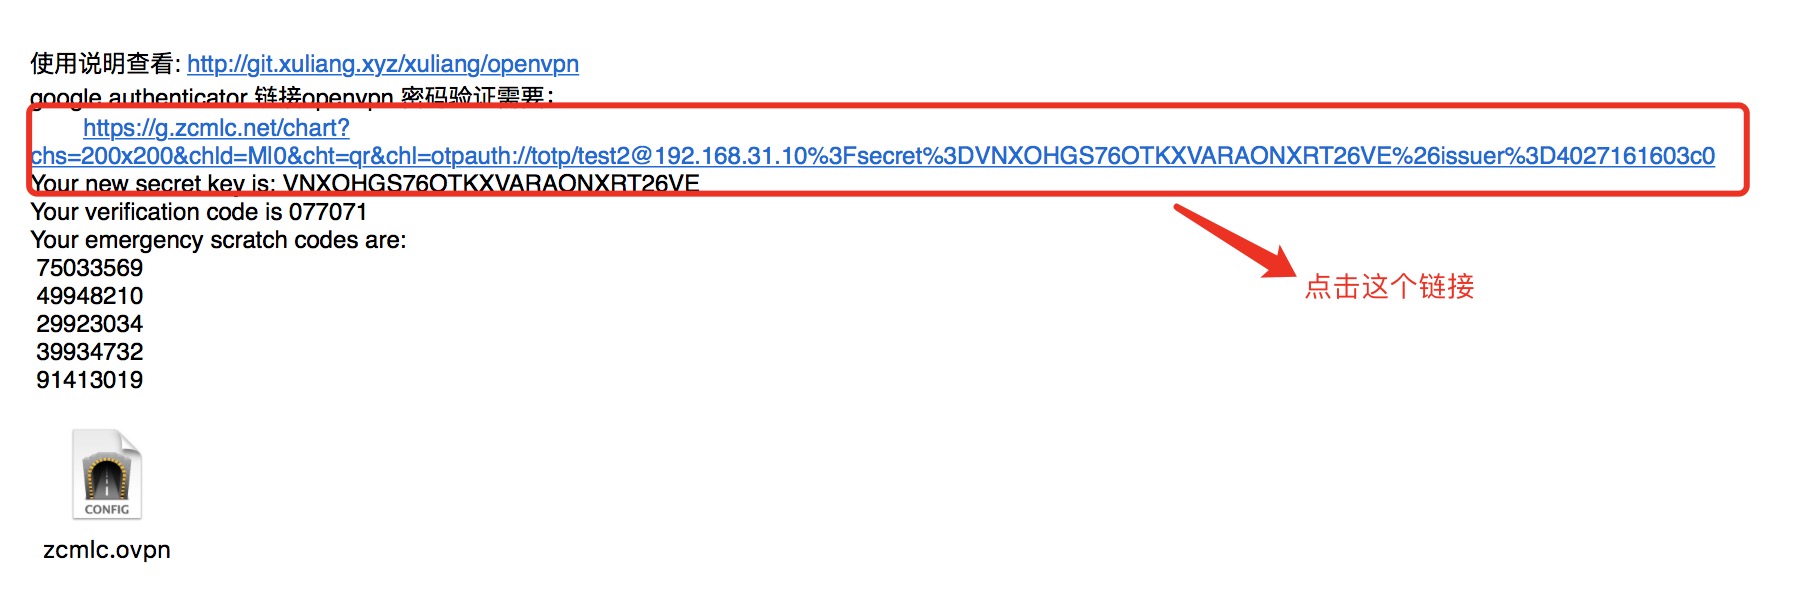 使用说明查看: http://git.xuliang.xyz/xuliang/openvpn
google authenticator 链接openvpn 密码验证需要：
https://g.zcmlc.net/chart?
chs=200x200&chld=M|0&cht=qr&chl=otpauth://totp/test2@192.168.31.10%3Fsecret%3DVNXOHGS76OTKXVARAONXRT26VE%26issuer%3D4027161603c0
Your new secret key is: VNXOHGS76OTKXVARAONXRT26VE
Your verification code is 077071
点击这个链接
Your emergency scratch codes are:
75033569
49948210
29923034
39934732
91413019
CONFIG
zcmlc.ovpn